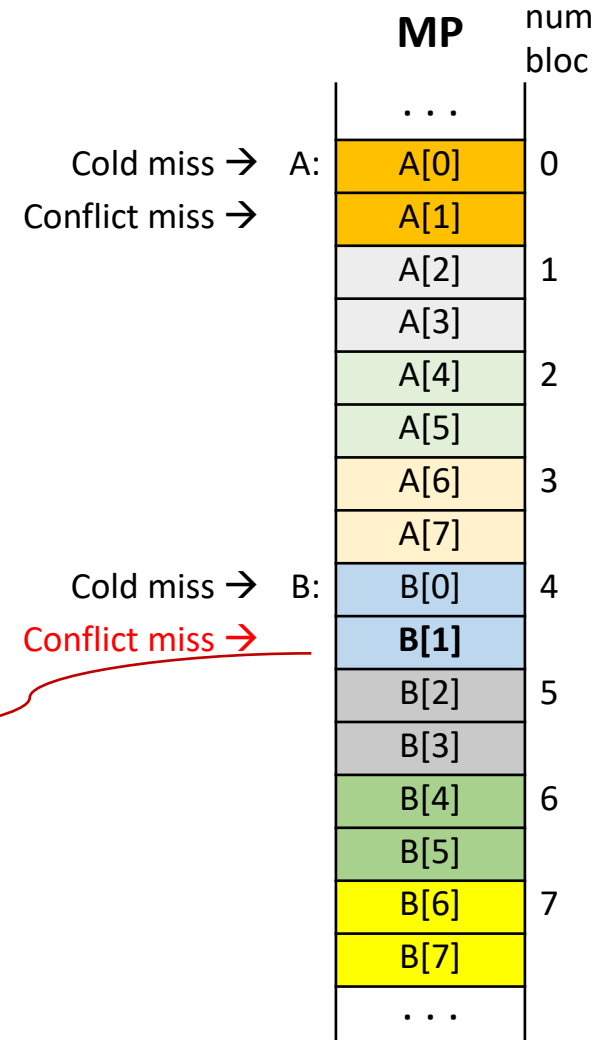 MP num
bloc
. . .
Cold miss → A: A[0] 0
Conflict miss → A[1]
A[2] 1
A[3]
A[4] 2
A[5]
A[6] 3
A[7]
Cold miss → B: B[0] 4
Conflict miss → B[1]
B[2] 5
B[3]
B[4] 6
B[5]
B[6] 7
B[7]
. . .